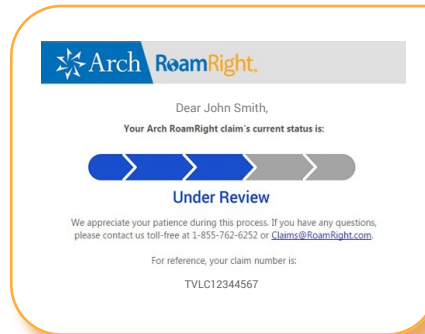 Arch RoamRight.
Dear John Smith,
Your Arch RoamRight claim's current status is:
Under Review
We appreciate your patience during this process. If you have any questions,
please contact us toll-free at 1-855-762-6252 or Claims@RoamRight.com.
For reference, your claim number is:
TVLC12344567